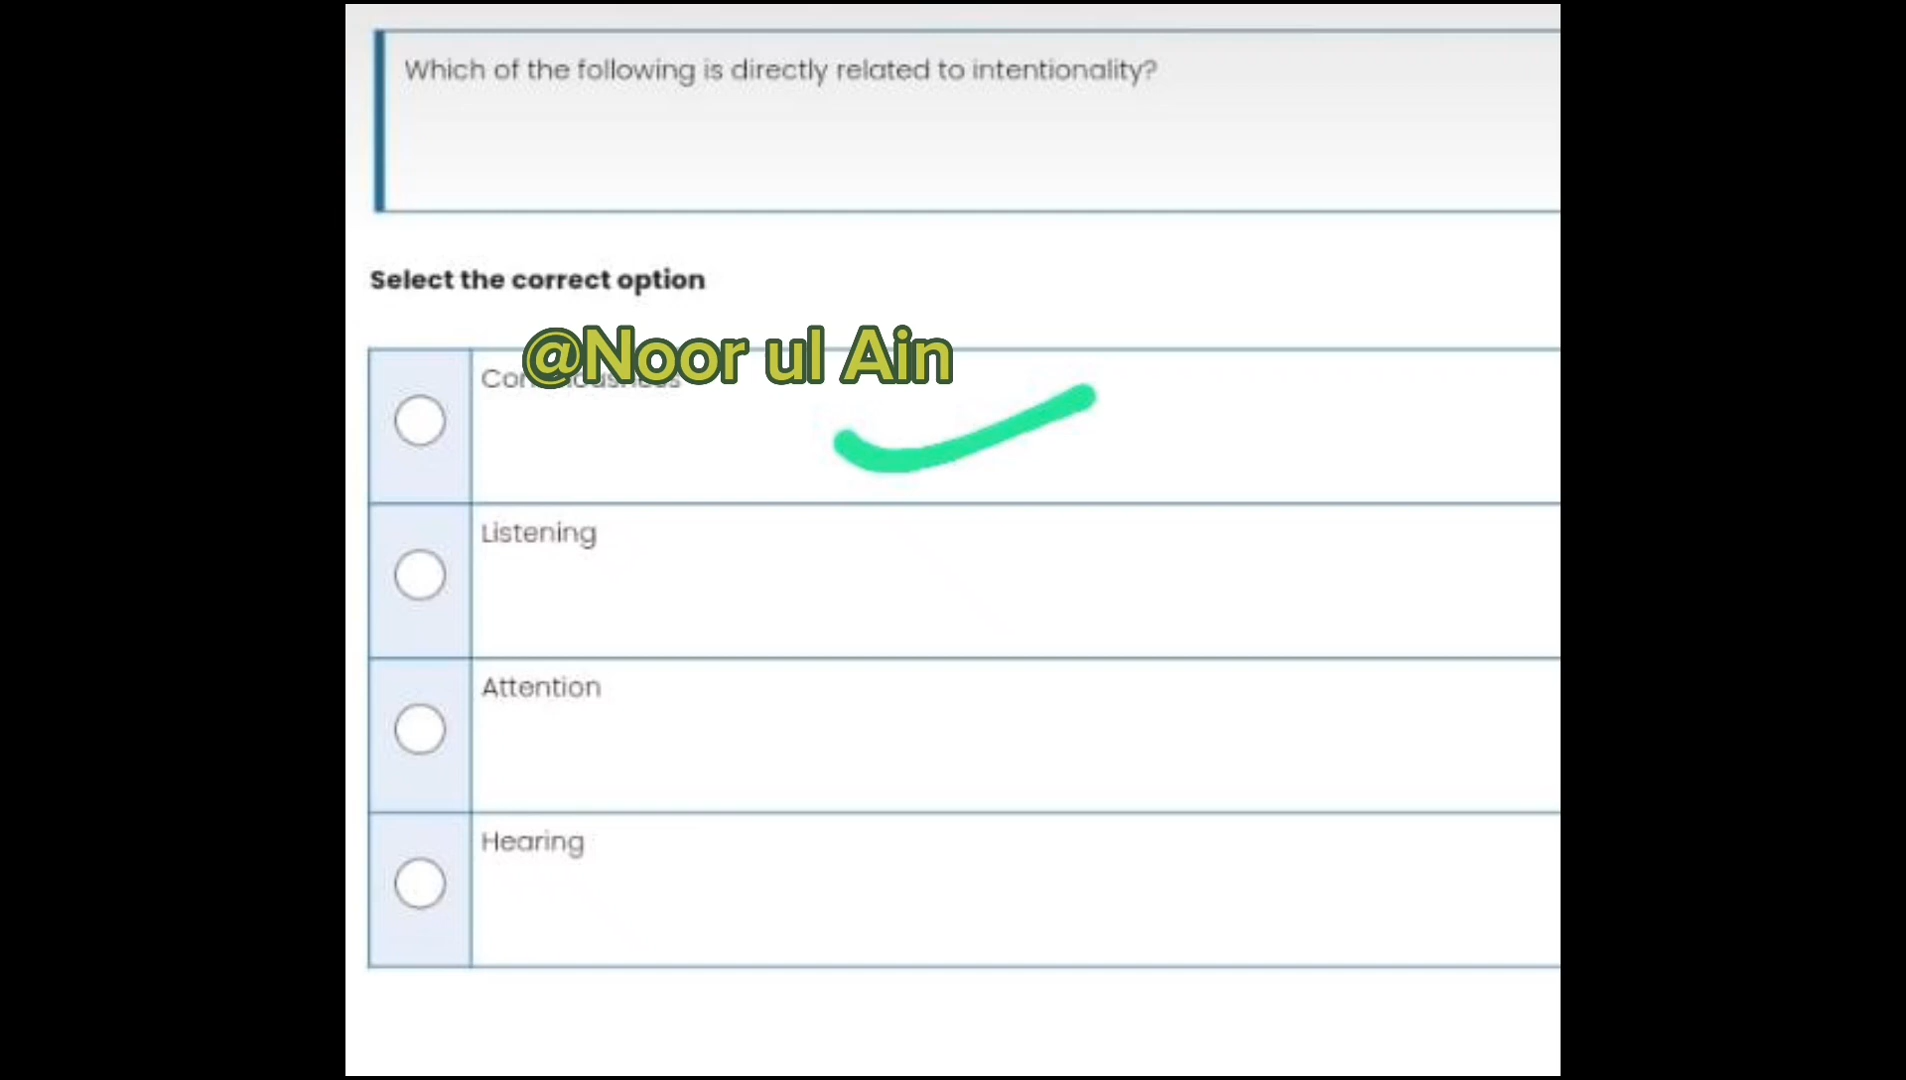 Which of the following is directly related to intentionality?
Select the correct option
@Noor ul Ain
Consciousness
Listening
Attention
Hearing